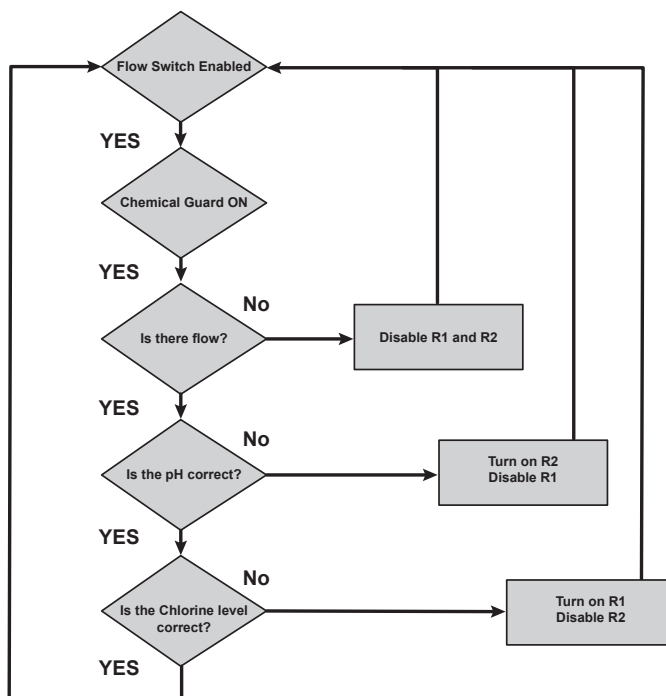 Flow Switch Enabled
YES
Chemical Guard ON
YES
No
Is there flow?
Disable R1 and R2
YES
No
Is the pH correct?
Turn on R2
Disable R1
YES
No
Is the Chlorine level
correct?
Turn on R1
Disable R2
YES